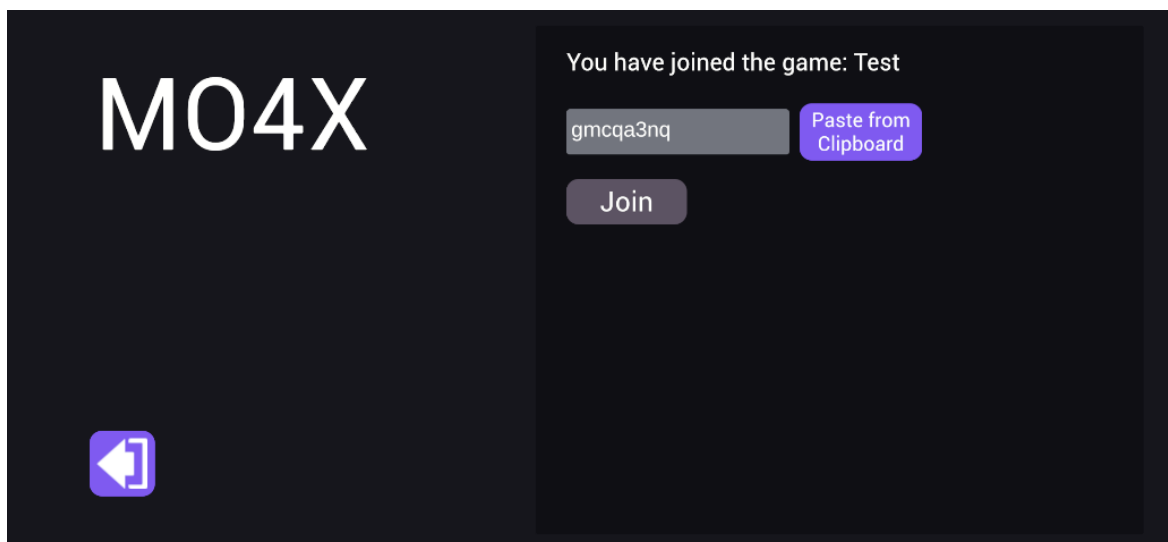 MO4X
You have joined the game: Test
gmcqa3nq
Paste from
Clipboard
Join